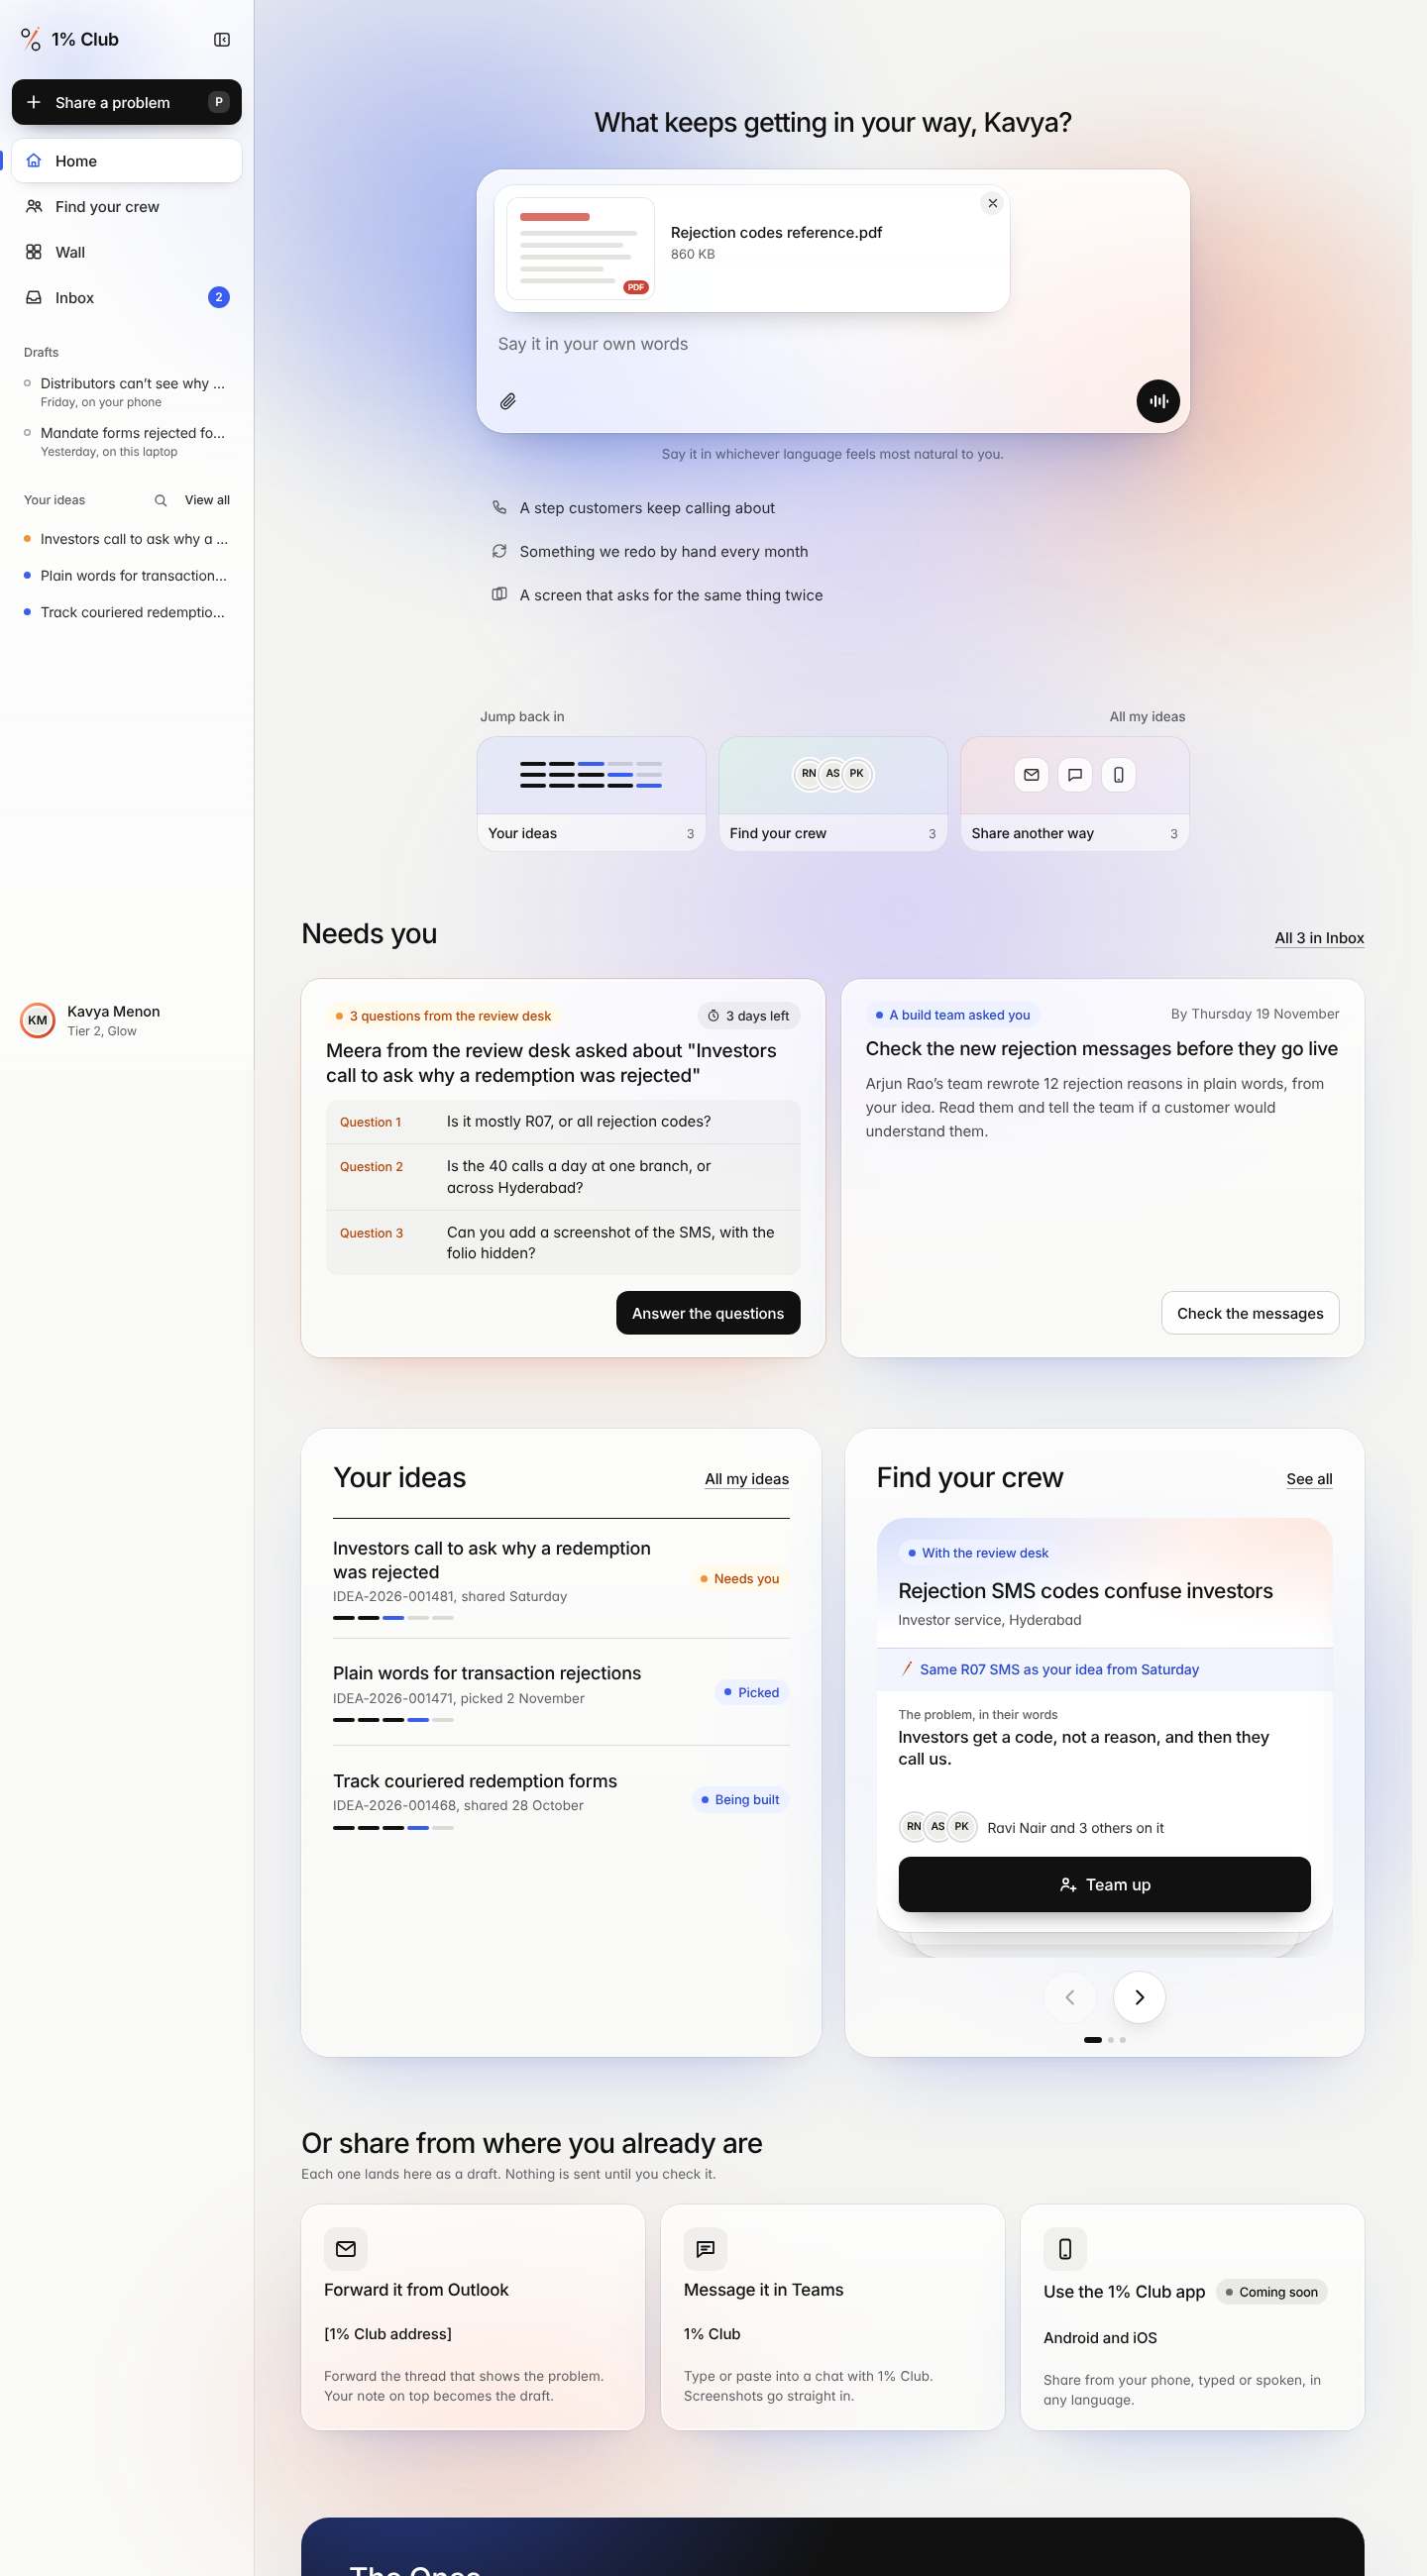 1% Club
Share a problem P
Home
Find your crew
Wall
Inbox 2
Drafts
Distributors can’t see why ...
Friday, on your phone
Mandate forms rejected fo...
Yesterday, on this laptop
Your ideas View all
Investors call to ask why a ...
Plain words for transaction...
Track couriered redemptio...
KM
Kavya Menon
Tier 2, Glow
What keeps getting in your way, Kavya?
PDF
Rejection codes reference.pdf
860 KB
Say it in your own words
Say it in whichever language feels most natural to you.
A step customers keep calling about
Something we redo by hand every month
A screen that asks for the same thing twice
Jump back in All my ideas
Your ideas 3
RN AS PK
Find your crew 3
Share another way 3
Needs you All 3 in Inbox
3 questions from the review desk 3 days left
Meera from the review desk asked about "Investors
call to ask why a redemption was rejected"
Question 1 Is it mostly R07, or all rejection codes?
Question 2 Is the 40 calls a day at one branch, or
across Hyderabad?
Question 3 Can you add a screenshot of the SMS, with the
folio hidden?
Answer the questions
A build team asked you By Thursday 19 November
Check the new rejection messages before they go live
Arjun Rao’s team rewrote 12 rejection reasons in plain words, from
your idea. Read them and tell the team if a customer would
understand them.
Check the messages
Your ideas All my ideas
Investors call to ask why a redemption
was rejected
IDEA-2026-001481, shared Saturday
Needs you
Plain words for transaction rejections
IDEA-2026-001471, picked 2 November
Picked
Track couriered redemption forms
IDEA-2026-001468, shared 28 October
Being built
Find your crew See all
With the review desk
Rejection SMS codes confuse investors
Investor service, Hyderabad
Same R07 SMS as your idea from Saturday
The problem, in their words
Investors get a code, not a reason, and then they
call us.
RN AS PK Ravi Nair and 3 others on it
Team up
Or share from where you already are
Each one lands here as a draft. Nothing is sent until you check it.
Forward it from Outlook
[1% Club address]
Forward the thread that shows the problem.
Your note on top becomes the draft.
Message it in Teams
1% Club
Type or paste into a chat with 1% Club.
Screenshots go straight in.
Use the 1% Club app Coming soon
Android and iOS
Share from your phone, typed or spoken, in
any language.
The Ones